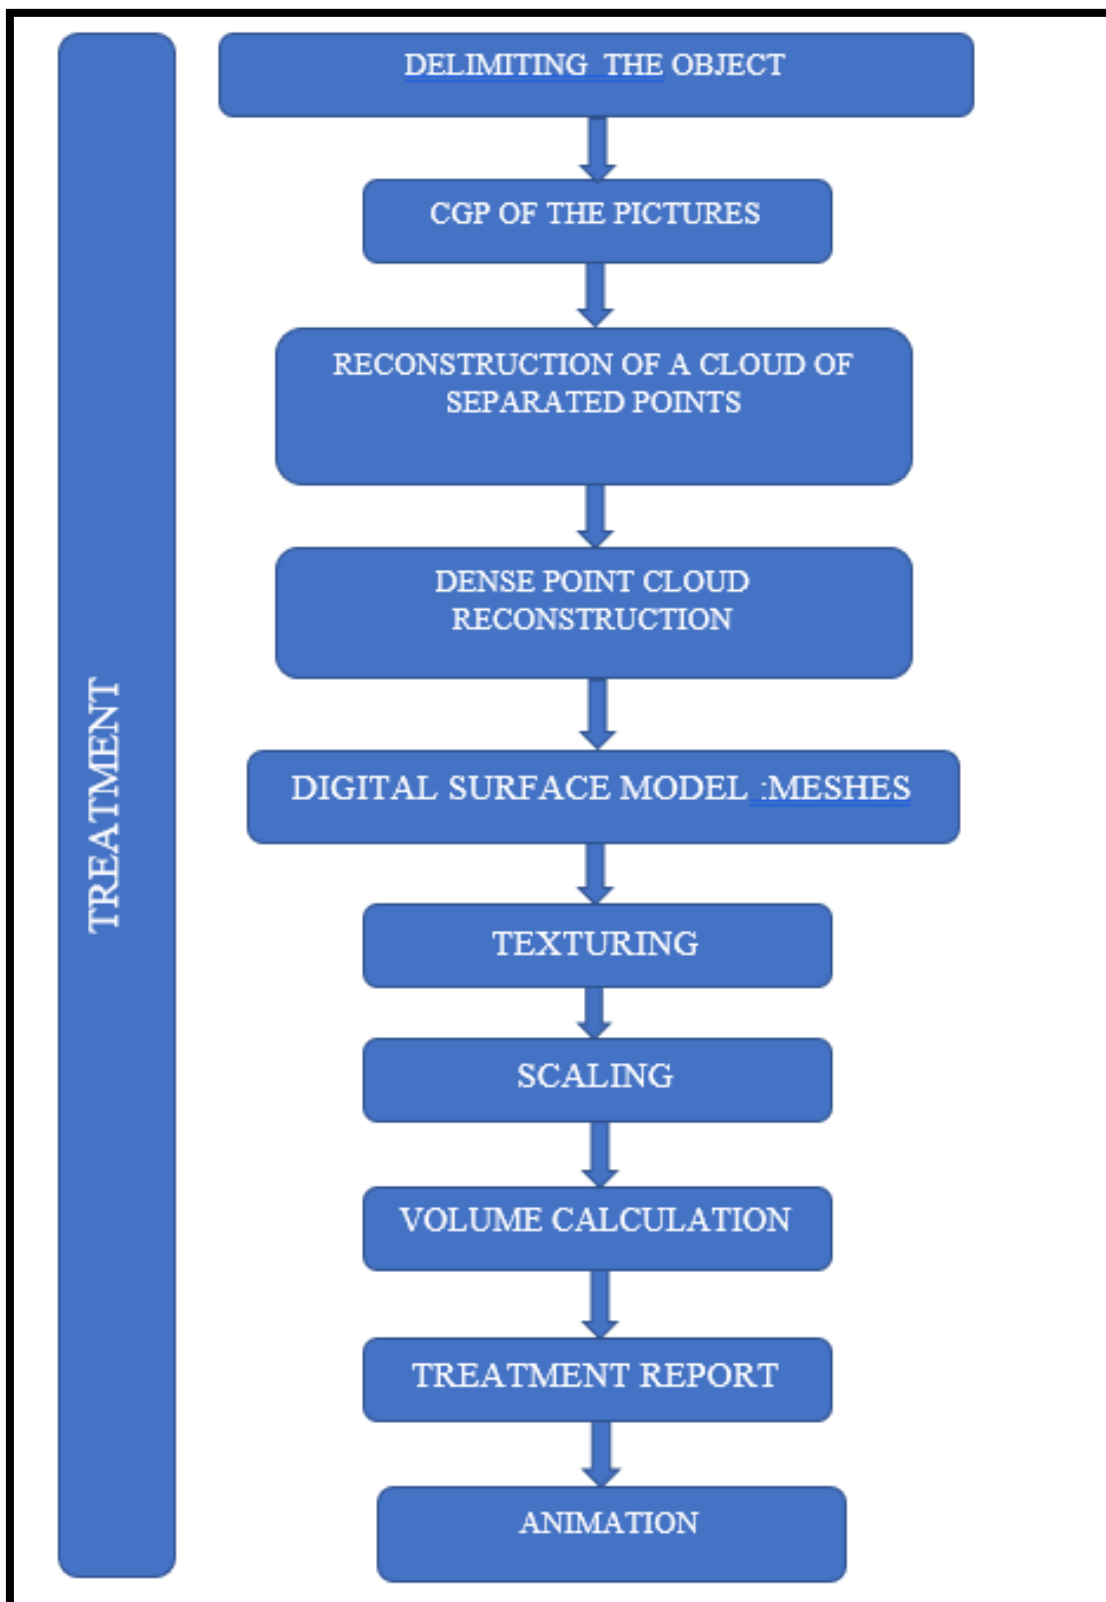 TREATMENT
DELIMITING THE OBJECT
CGP OF THE PICTURES
RECONSTRUCTION OF A CLOUD OF
SEPARATED POINTS
DENSE POINT CLOUD
RECONSTRUCTION
DIGITAL SURFACE MODEL :MESHES
TEXTURING
SCALING
VOLUME CALCULATION
TREATMENT REPORT
ANIMATION